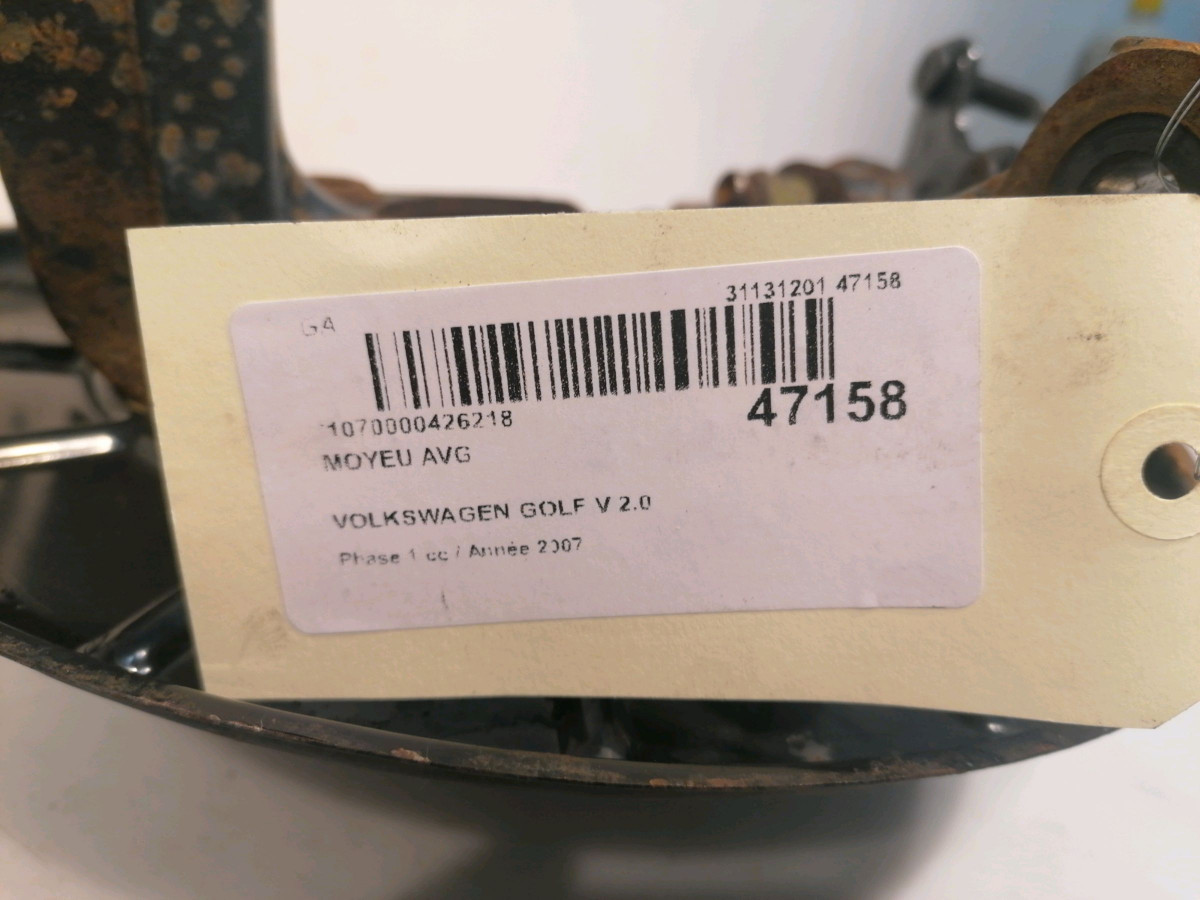 31131201 47158
GA
47158
1070000426218
MOYEU AVG
VOLKSWAGEN GOLF V 2.0
Phase 1 cc / Année 2007